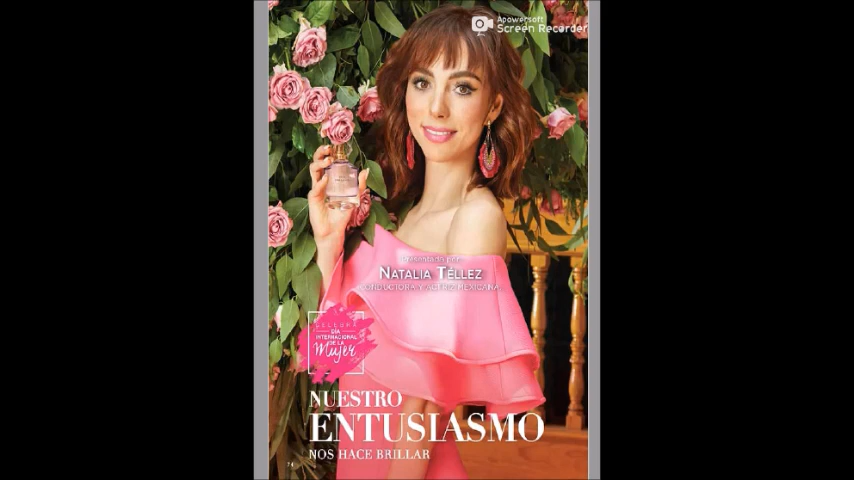 Apowersoft
Screen Recorder
Presentado por:
NATALIA TÉLLEZ
CONDUCTORA Y ACTRIZ MEXICANA
CELEBRA
DÍA
INTERNACIONAL
DE LA
Mujer
NUESTRO
ENTUSIASMO
NOS HACE BRILLAR